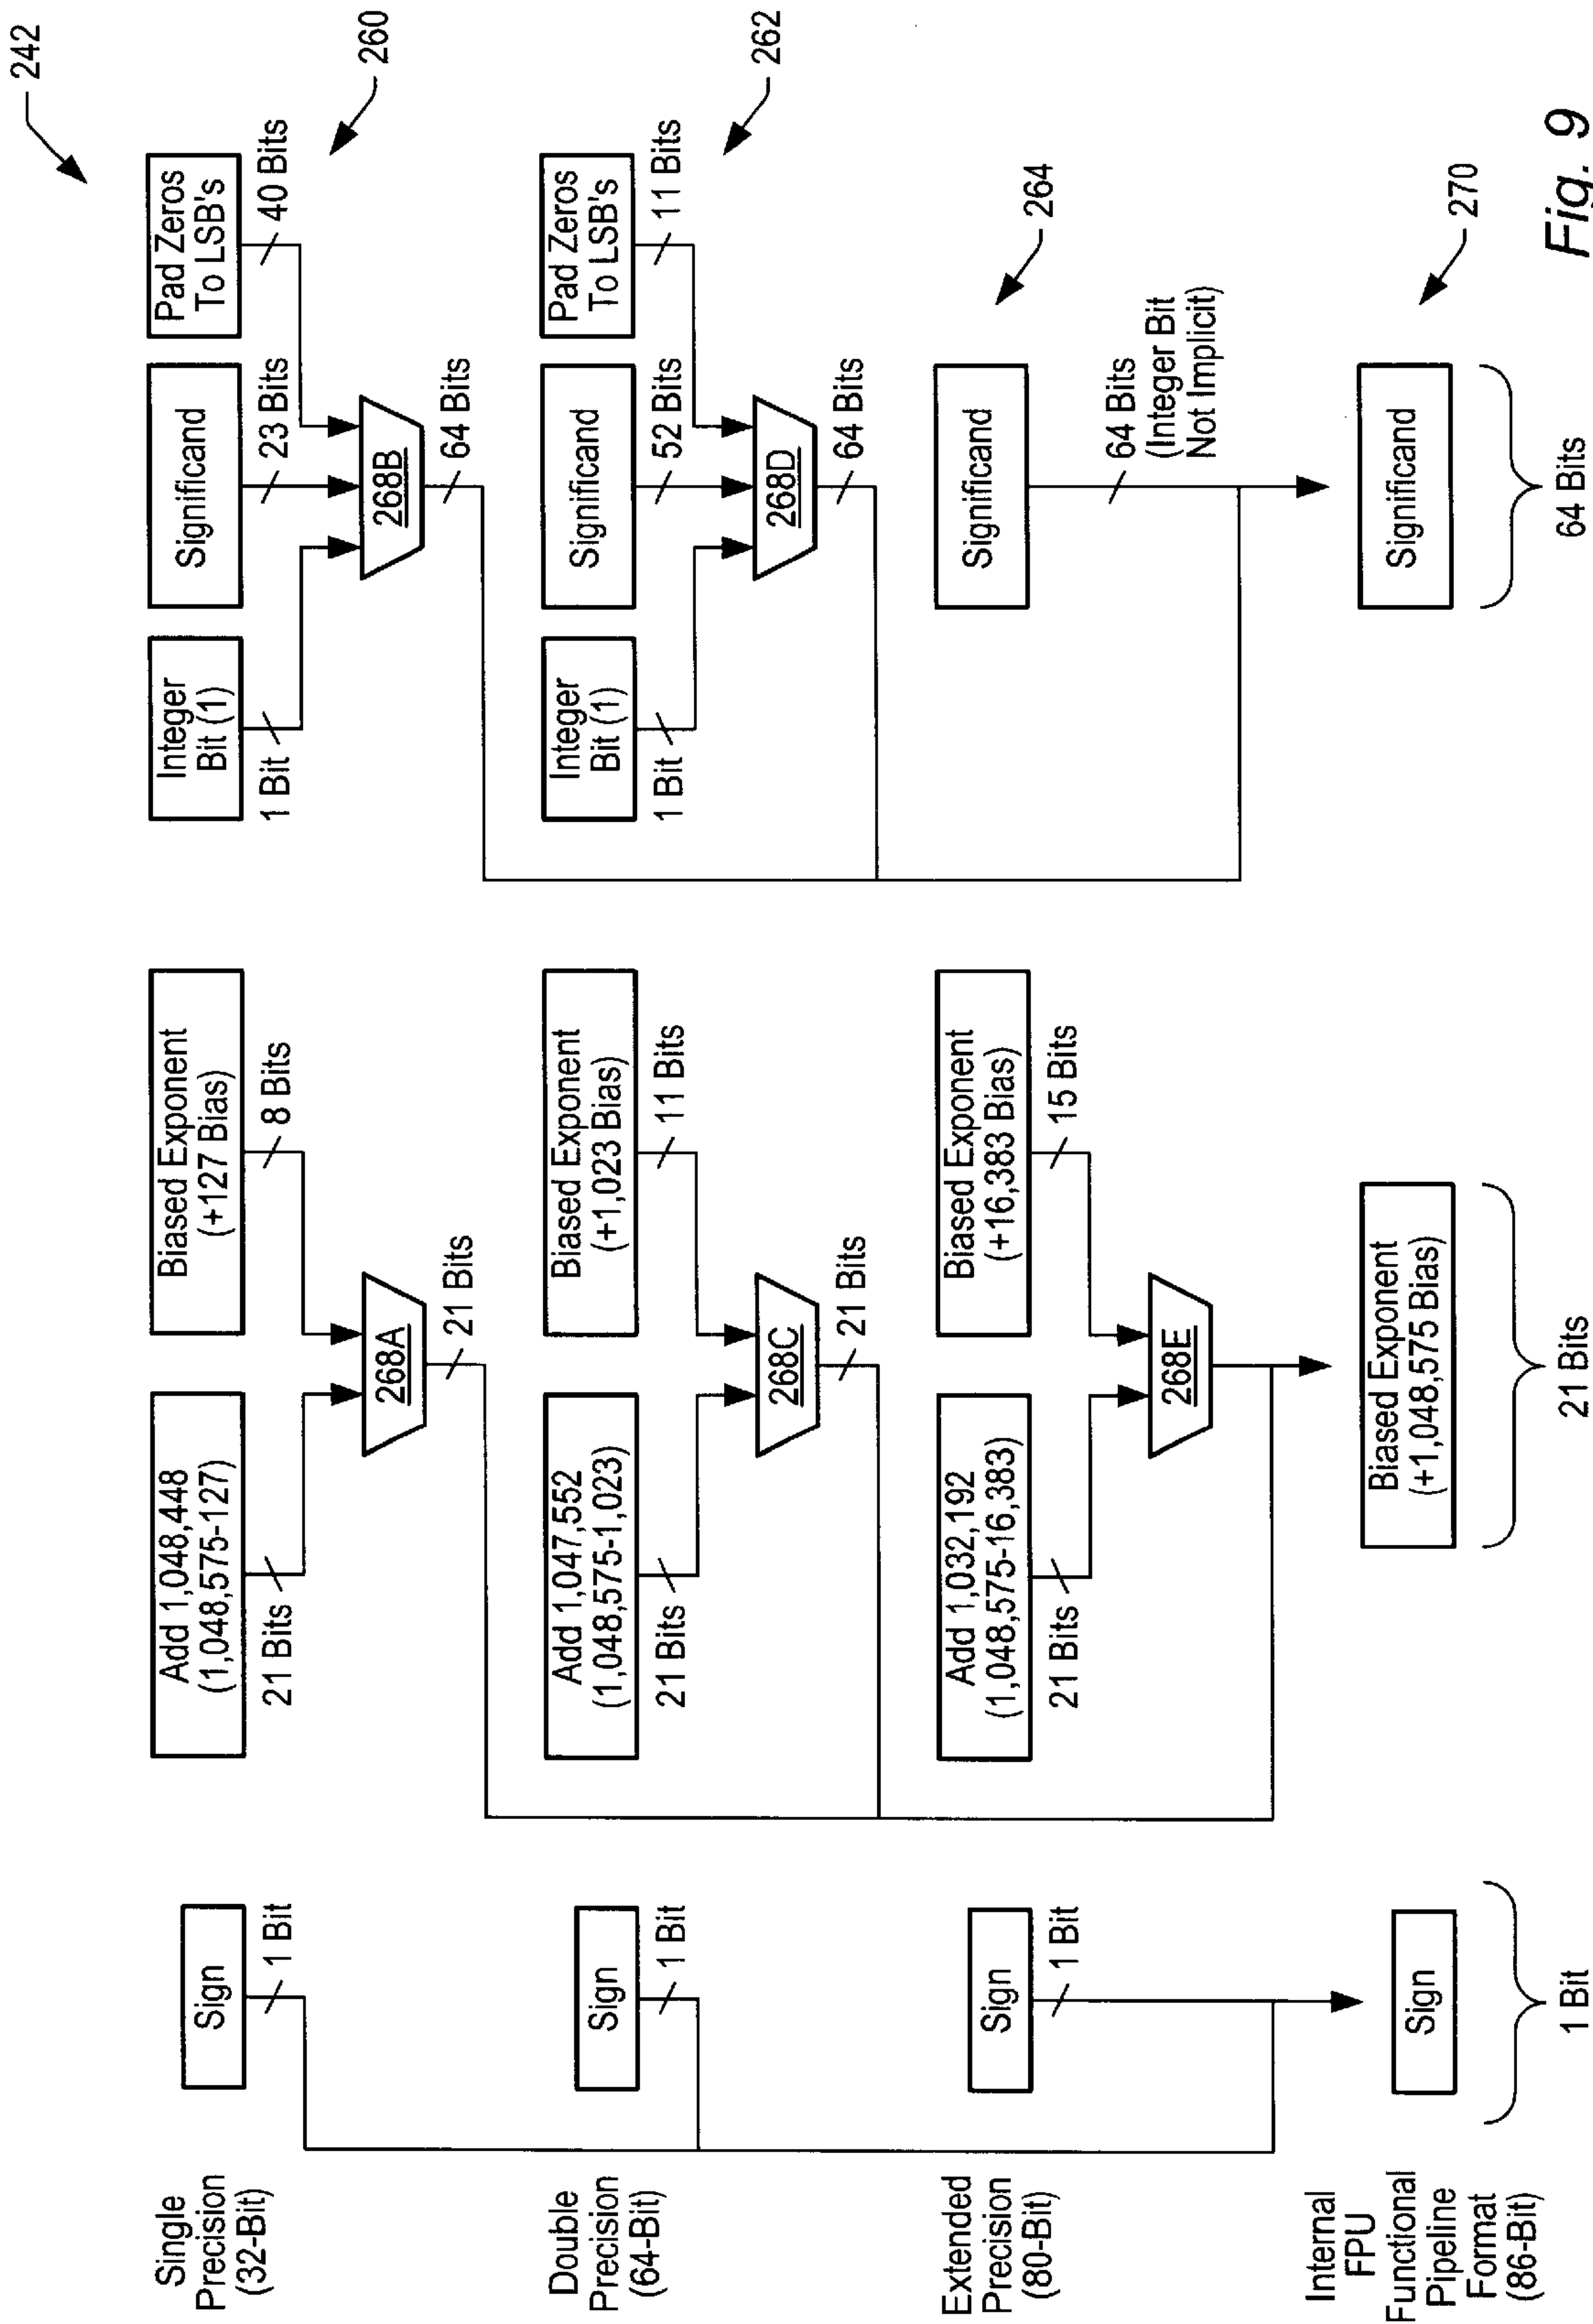 242
Single
Precision
(32-Bit)
Sign
1 Bit
Add 1,048,448
(1,048,575-127)
21 Bits
Biased Exponent
(+127 Bias)
8 Bits
268A
21 Bits
Integer
Bit (1)
1 Bit
Significand
23 Bits
Pad Zeros
To LSB's
40 Bits
268B
64 Bits
260
Double
Precision
(64-Bit)
Sign
1 Bit
Add 1,047,552
(1,048,575-1,023)
21 Bits
Biased Exponent
(+1,023 Bias)
11 Bits
268C
21 Bits
Integer
Bit (1)
1 Bit
Significand
52 Bits
Pad Zeros
To LSB's
11 Bits
268D
64 Bits
262
Extended
Precision
(80-Bit)
Sign
1 Bit
Add 1,032,192
(1,048,575-16,383)
21 Bits
Biased Exponent
(+16,383 Bias)
15 Bits
268E
Significand
64 Bits
(Integer Bit
Not Implicit)
264
Internal
FPU
Functional
Pipeline
Format
(86-Bit)
Sign
1 Bit
Biased Exponent
(+1,048,575 Bias)
21 Bits
Significand
64 Bits
270
Fig. 9